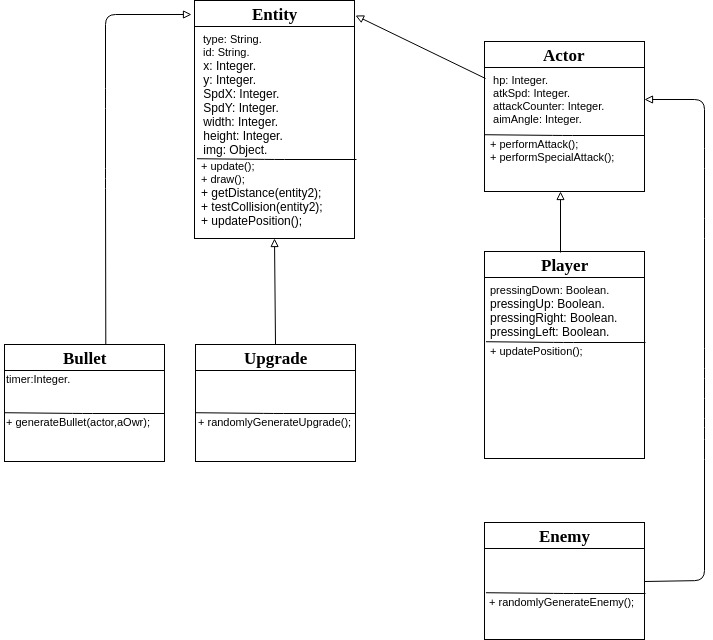 Entity
type: String.
id: String.
x: Integer.
y: Integer.
SpdX: Integer.
SpdY: Integer.
width: Integer.
height: Integer.
img: Object.
+ update();
+ draw();
+ getDistance(entity2);
+ testCollision(entity2);
+ updatePosition();
Actor
hp: Integer.
atkSpd: Integer.
attackCounter: Integer.
aimAngle: Integer.
+ performAttack();
+ performSpecialAttack();
Player
pressingDown: Boolean.
pressingUp: Boolean.
pressingRight: Boolean.
pressingLeft: Boolean.
+ updatePosition();
Bullet
timer:Integer.
+ generateBullet(actor,aOwr);
Upgrade
+ randomlyGenerateUpgrade();
Enemy
+ randomlyGenerateEnemy();